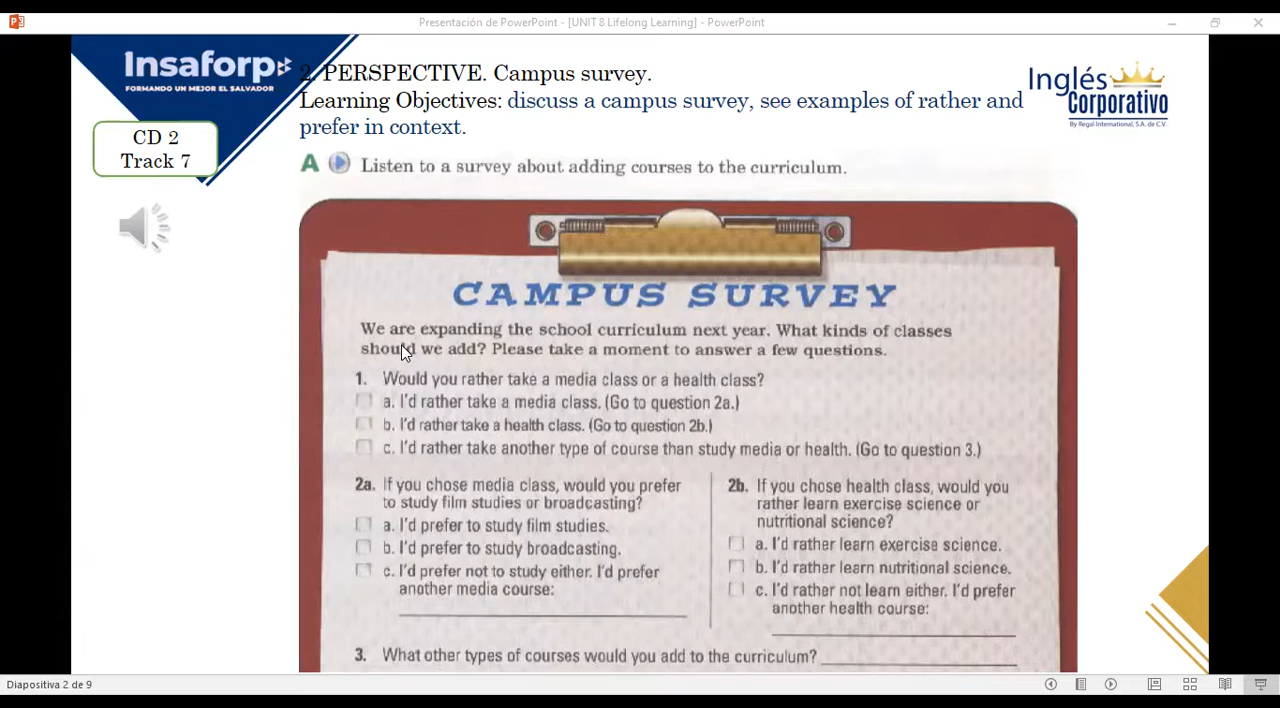 Presentación de PowerPoint - [UNIT 8 Lifelong Learning] - PowerPoint
Insaforp
FORMANDO UN MEJOR EL SALVADOR
2. PERSPECTIVE. Campus survey.
Learning Objectives: discuss a campus survey, see examples of rather and
prefer in context.
Inglés
Corporativo
By Regal International, S.A. de C.V.
CD 2
Track 7
A Listen to a survey about adding courses to the curriculum.
CAMPUS SURVEY
We are expanding the school curriculum next year. What kinds of classes
should we add? Please take a moment to answer a few questions.
1. Would you rather take a media class or a health class?
a. I'd rather take a media class. (Go to question 2a.)
b. I'd rather take a health class. (Go to question 2b.)
c. I'd rather take another type of course than study media or health. (Go to question 3.)
2a. If you chose media class, would you prefer
to study film studies or broadcasting?
a. I'd prefer to study film studies.
b. I'd prefer to study broadcasting.
c. I'd prefer not to study either. I'd prefer
another media course:
2b. If you chose health class, would you
rather learn exercise science or
nutritional science?
a. I'd rather learn exercise science.
b. I'd rather learn nutritional science.
c. I'd rather not learn either. I'd prefer
another health course:
3. What other types of courses would you add to the curriculum?
Diapositiva 2 de 9